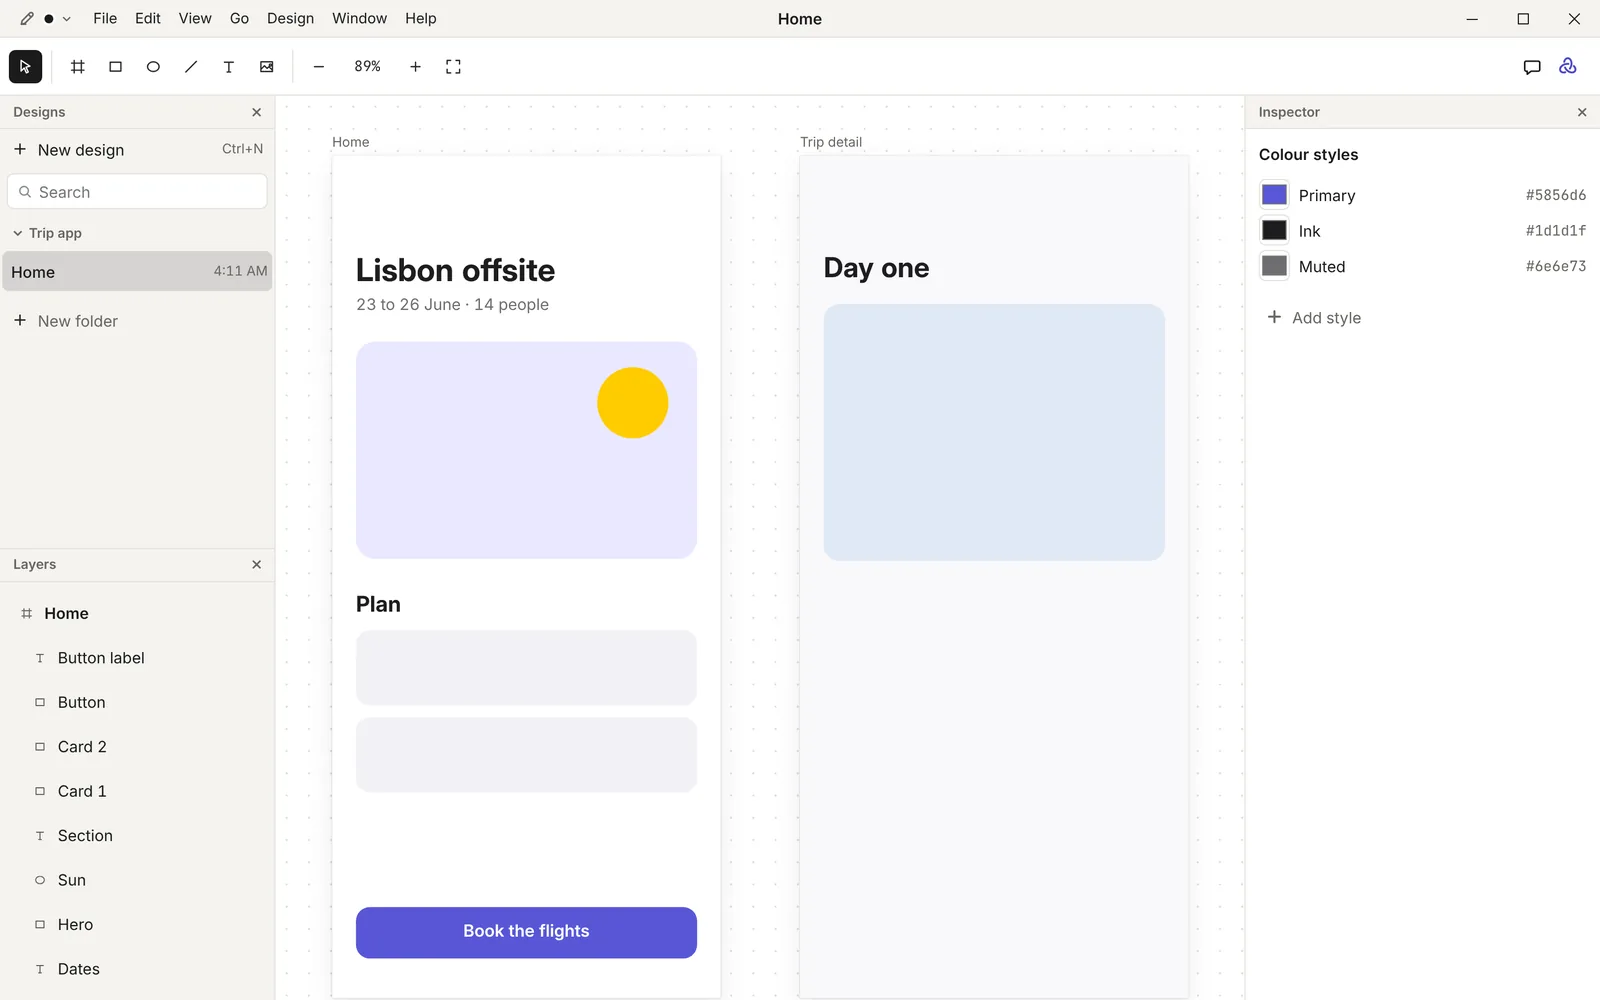 File Edit View Go Design Window Help
Home
89%
Designs
New design Ctrl+N
Search
Trip app
Home 4:11 AM
New folder
Layers
Home
Button label
Button
Card 2
Card 1
Section
Sun
Hero
Dates
Home
Lisbon offsite
23 to 26 June · 14 people
Plan
Book the flights
Trip detail
Day one
Inspector
Colour styles
Primary #5856d6
Ink #1d1d1f
Muted #6e6e73
Add style